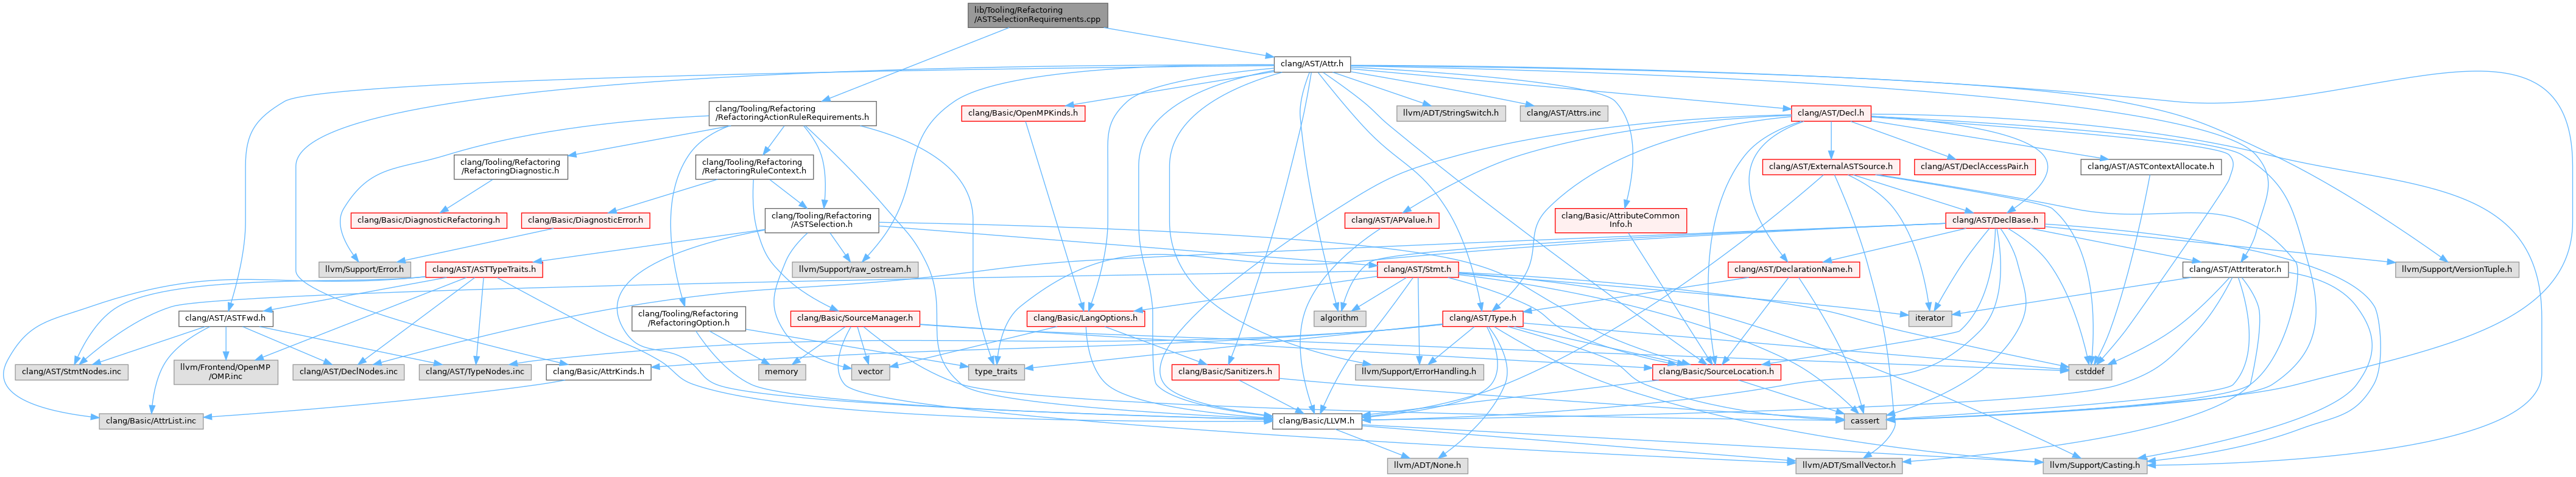 lib/Tooling/Refactoring
/ASTSelectionRequirements.cpp
clang/AST/Attr.h
clang/Tooling/Refactoring
/RefactoringActionRuleRequirements.h
clang/Basic/OpenMPKinds.h
llvm/ADT/StringSwitch.h
clang/AST/Attrs.inc
clang/AST/Decl.h
clang/Tooling/Refactoring
/RefactoringDiagnostic.h
clang/Tooling/Refactoring
/RefactoringRuleContext.h
clang/AST/ExternalASTSource.h
clang/AST/DeclAccessPair.h
clang/AST/ASTContextAllocate.h
clang/Basic/DiagnosticRefactoring.h
clang/Basic/DiagnosticError.h
clang/Tooling/Refactoring
/ASTSelection.h
clang/AST/APValue.h
clang/Basic/AttributeCommon
Info.h
clang/AST/DeclBase.h
llvm/Support/Error.h
clang/AST/ASTTypeTraits.h
llvm/Support/raw_ostream.h
clang/AST/Stmt.h
clang/AST/DeclarationName.h
clang/AST/AttrIterator.h
llvm/Support/VersionTuple.h
clang/AST/ASTFwd.h
clang/Tooling/Refactoring
/RefactoringOption.h
clang/Basic/SourceManager.h
clang/Basic/LangOptions.h
algorithm
clang/AST/Type.h
iterator
clang/AST/StmtNodes.inc
llvm/Frontend/OpenMP
/OMP.inc
clang/AST/DeclNodes.inc
clang/AST/TypeNodes.inc
clang/Basic/AttrKinds.h
memory
vector
type_traits
clang/Basic/Sanitizers.h
llvm/Support/ErrorHandling.h
clang/Basic/SourceLocation.h
cstddef
clang/Basic/AttrList.inc
clang/Basic/LLVM.h
cassert
llvm/ADT/None.h
llvm/ADT/SmallVector.h
llvm/Support/Casting.h